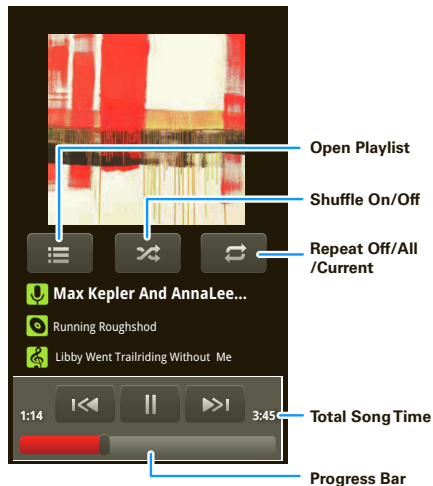 Open Playlist
Shuffle On/Off
Repeat Off/All
/Current
Max Kepler And AnnaLee...
Running Roughshod
Libby Went Trailriding Without Me
1:14
3:45
Total Song Time
Progress Bar